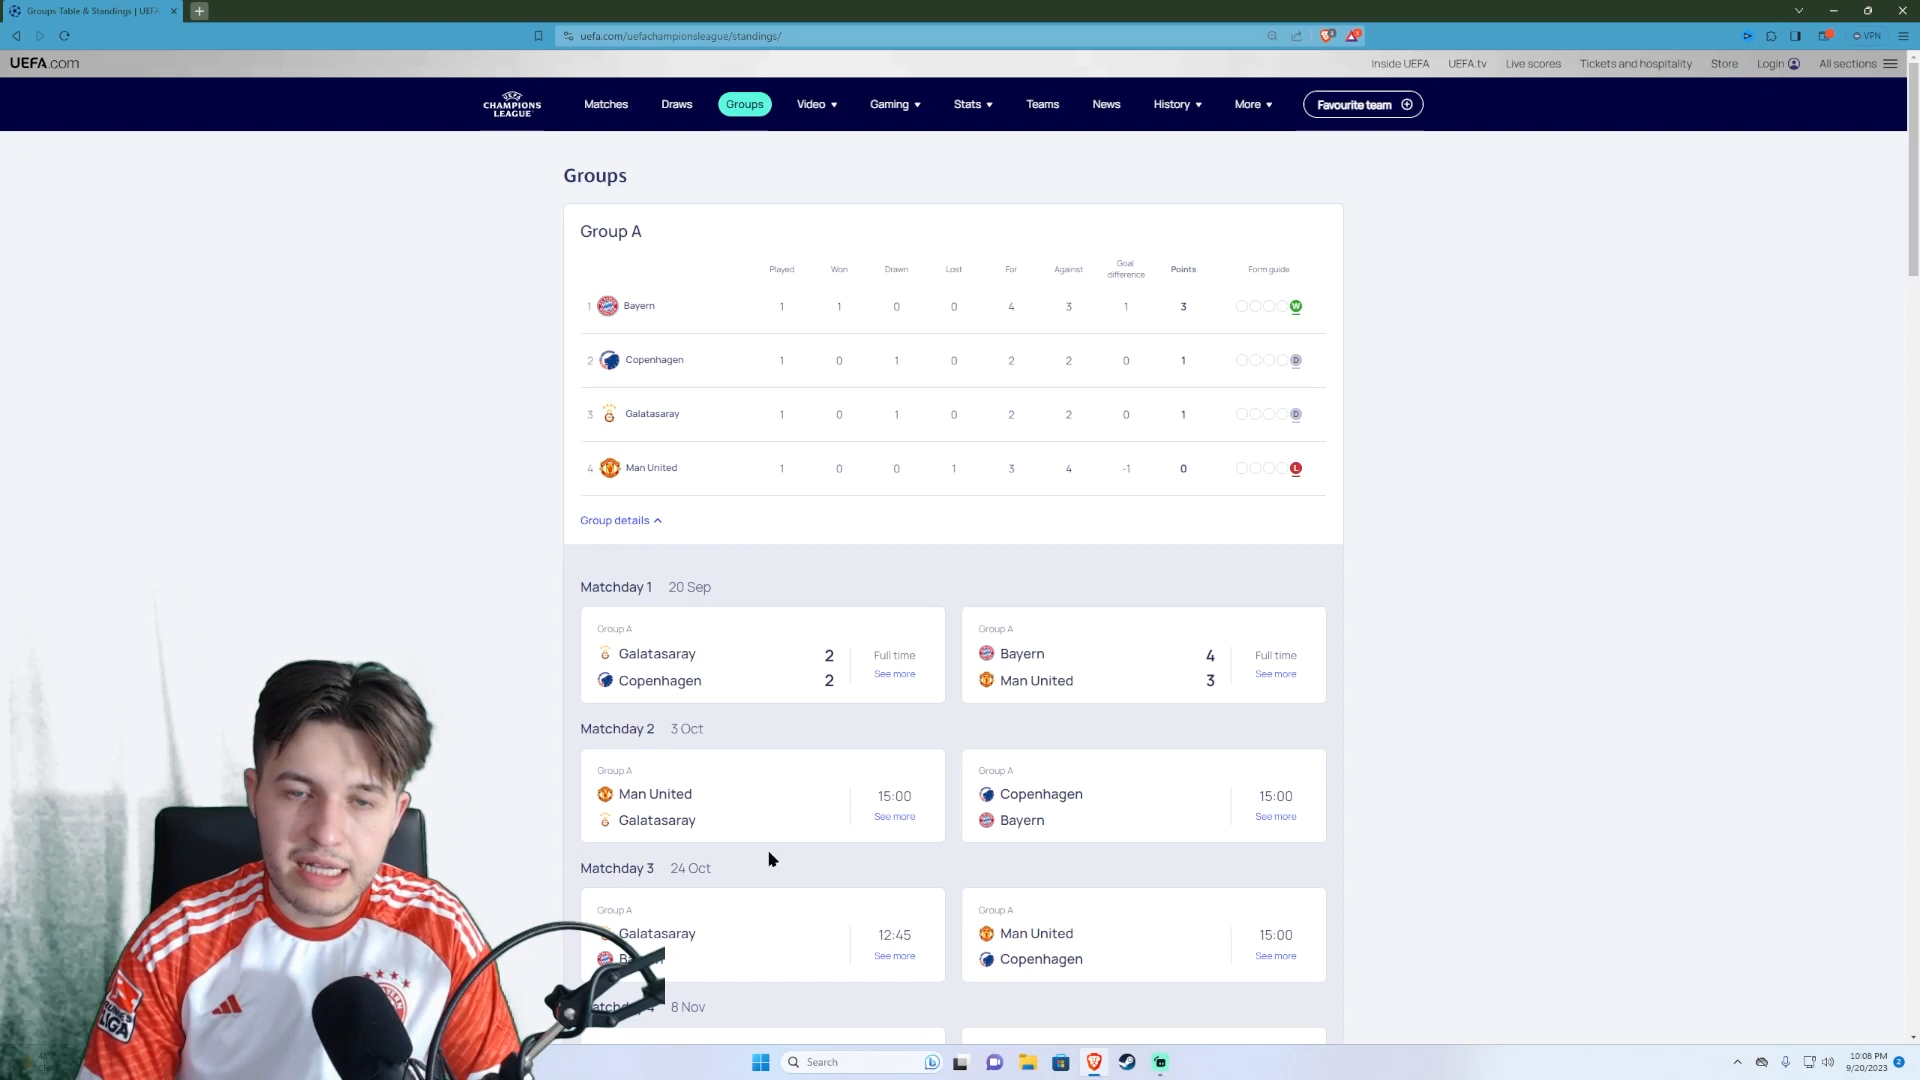 Groups Table & Standings | UEFA
uefa.com/uefachampionsleague/standings/
VPN
UEFA.com
Inside UEFA
UEFA.tv
Live scores
Tickets and hospitality
Store
Login
All sections
UEFA
CHAMPIONS
LEAGUE
Matches
Draws
Groups
Video
Gaming
Stats
Teams
News
History
More
Favourite team
Groups
Group A
Played Won Drawn Lost For Against Goal difference Points Form guide
1 Bayern 1 1 0 0 4 3 1 3 W
2 Copenhagen 1 0 1 0 2 2 0 1 D
3 Galatasaray 1 0 1 0 2 2 0 1 D
4 Man United 1 0 0 1 3 4 -1 0 L
Group details
Matchday 1 20 Sep
Group A
Galatasaray 2 Full time
Copenhagen 2 See more
Group A
Bayern 4 Full time
Man United 3 See more
Matchday 2 3 Oct
Group A
Man United 15:00
Galatasaray See more
Group A
Copenhagen 15:00
Bayern See more
Matchday 3 24 Oct
Group A
Galatasaray 12:45
See more
Group A
Man United 15:00
Copenhagen See more
8 Nov
LIGA
Search
10:08 PM
9/20/2023
2